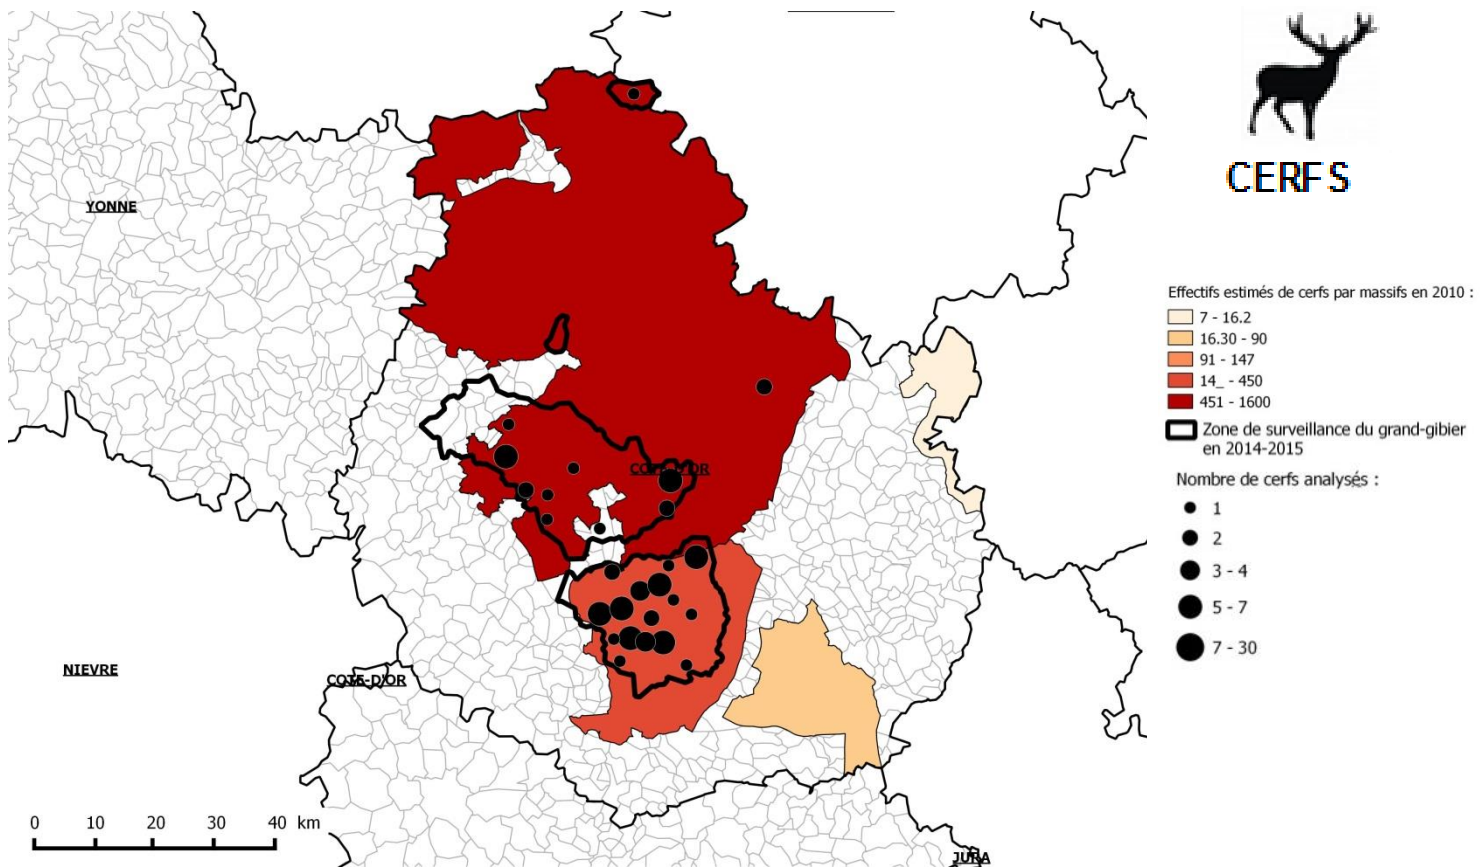 CERFS
YONNE
Effectifs estimés de cerfs par massifs en 2010 :
7 - 16.2
16.30 - 90
91 - 147
14_ - 450
451 - 1600
Zone de surveillance du grand-gibier
en 2014-2015
COTE-D'OR
Nombre de cerfs analysés :
1
2
3 - 4
5 - 7
7 - 30
NIEVRE
COTE-D'OR
0 10 20 30 40 km
JURA